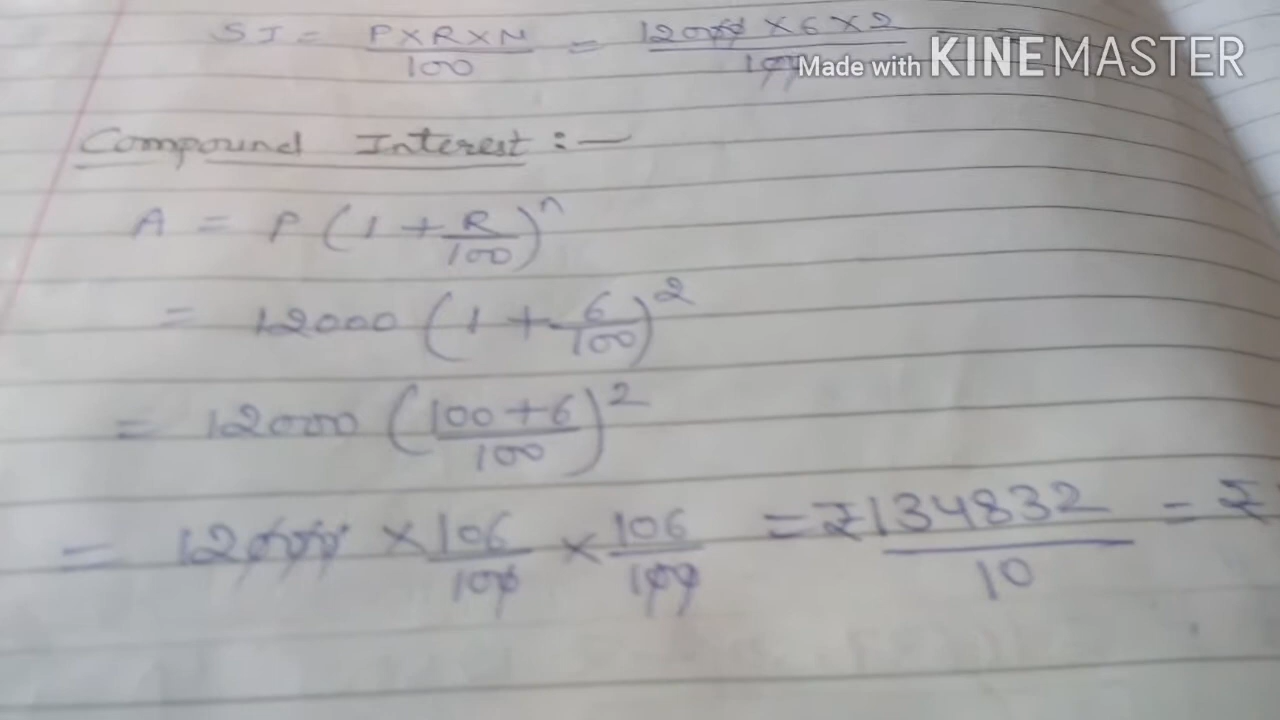 SI = P×R×N/100 = 12000×6×2/100
Made with KINEMASTER
Compound Interest :—
A = P(1 + R/100)^n
= 12000(1 + 6/100)^2
= 12000(100+6/100)^2
= 12000 × 106/100 × 106/100 = ₹134832/10 = ₹